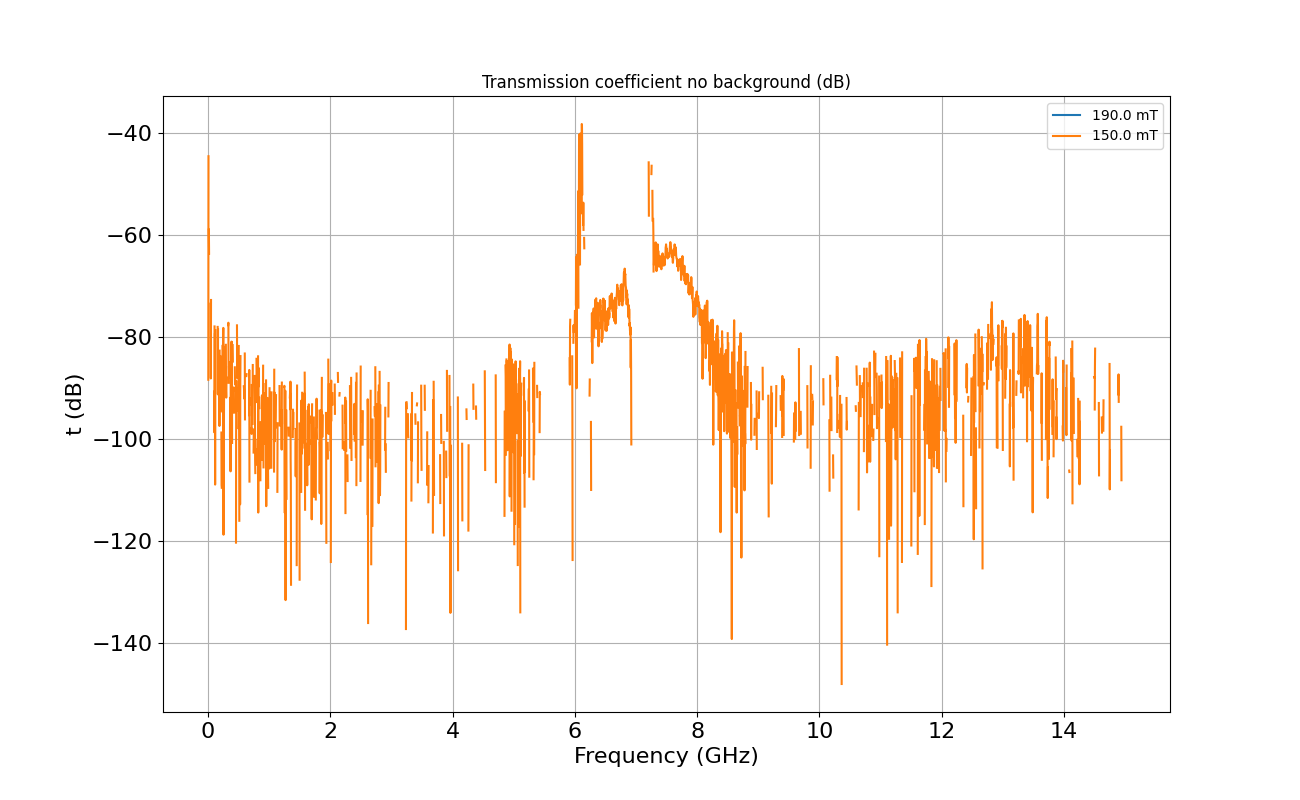 Transmission coefficient no background (dB)
190.0 mT
150.0 mT
−40
−60
−80
−100
−120
−140
t (dB)
0 2 4 6 8 10 12 14
Frequency (GHz)